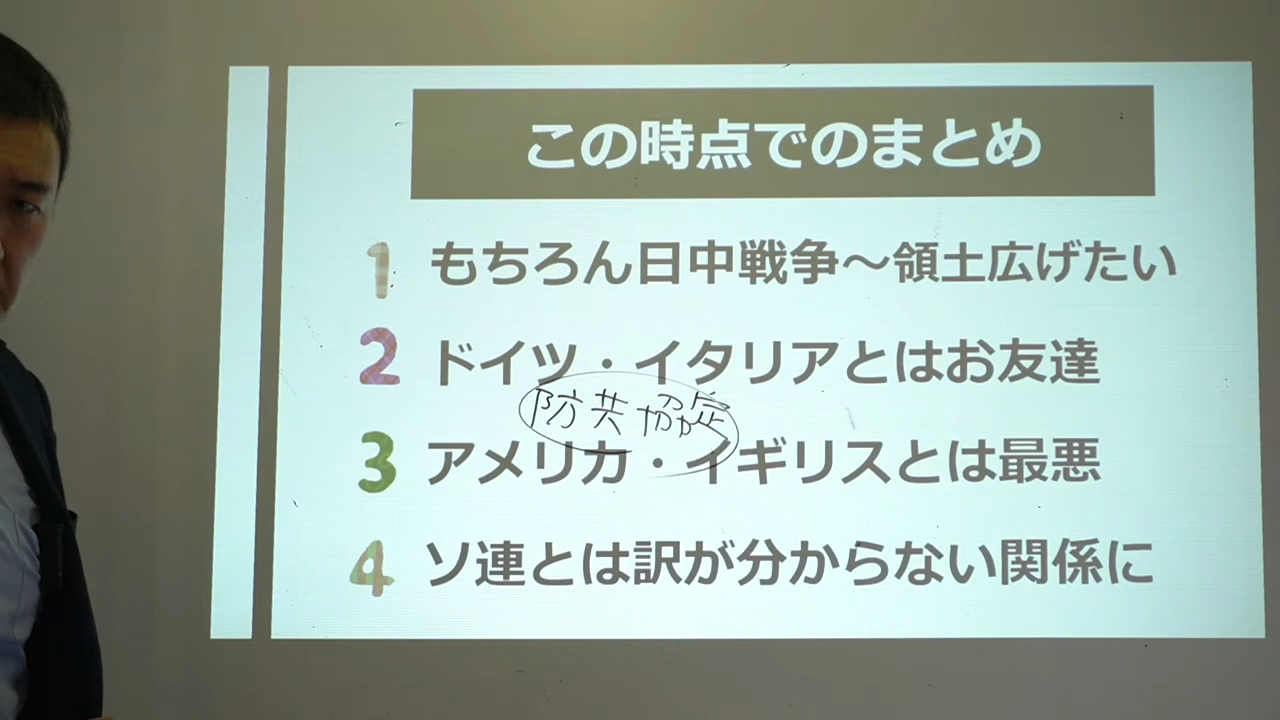 この時点でのまとめ
1 もちろん日中戦争～領土広げたい
2 ドイツ・イタリアとはお友達
防共協定
3 アメリカ・イギリスとは最悪
4 ソ連とは訳が分からない関係に